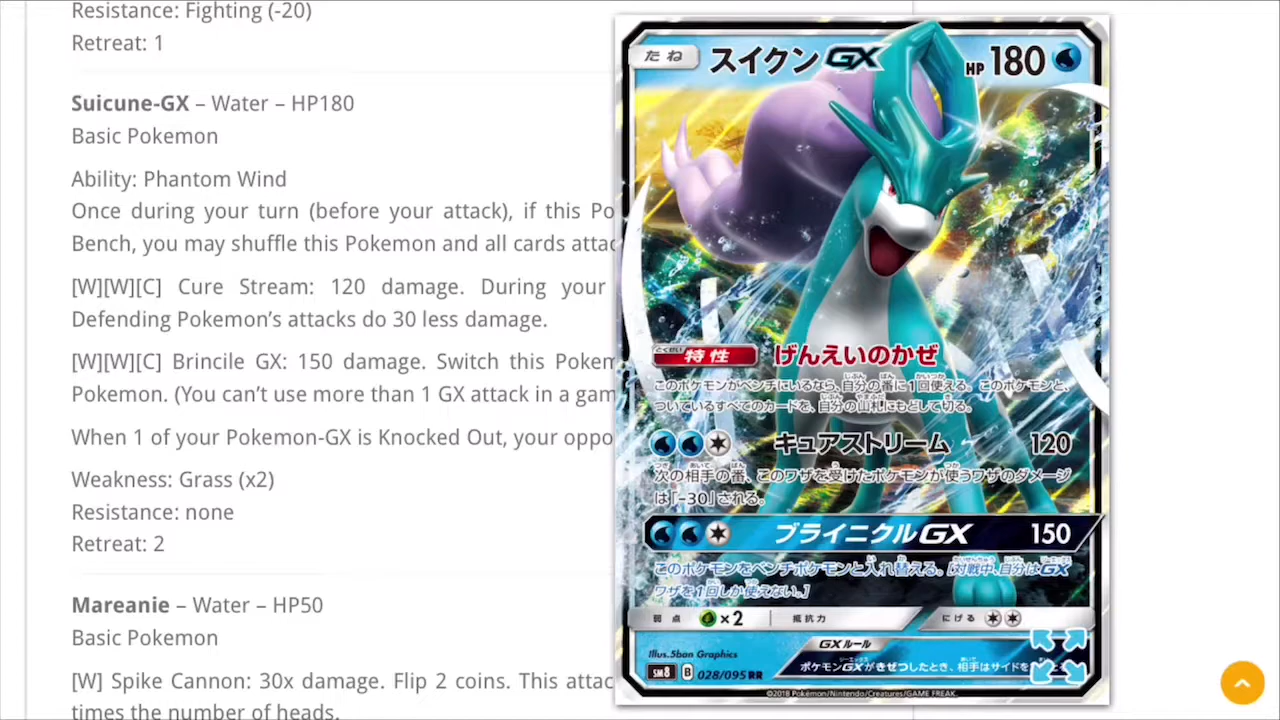 Resistance: Fighting (-20)
Retreat: 1
Suicune-GX – Water – HP180
Basic Pokemon
Ability: Phantom Wind
Once during your turn (before your attack), if this Po
Bench, you may shuffle this Pokemon and all cards attac
[W][W][C] Cure Stream: 120 damage. During your
Defending Pokemon’s attacks do 30 less damage.
[W][W][C] Brincile GX: 150 damage. Switch this Pokem
Pokemon. (You can’t use more than 1 GX attack in a gam
When 1 of your Pokemon-GX is Knocked Out, your oppo
Weakness: Grass (x2)
Resistance: none
Retreat: 2
Mareanie – Water – HP50
Basic Pokemon
[W] Spike Cannon: 30x damage. Flip 2 coins. This attac
times the number of heads.
たね スイクンGX HP 180
特性 げんえいのかぜ
このポケモンがベンチにいるなら、自分の番に1回使える。このポケモンと、
ついているすべてのカードを、自分の山札にもどして切る。
キュアストリーム 120
次の相手の番、このワザを受けたポケモンが使うワザのダメージ
は「-30」される。
ブライニクルGX 150
このポケモンをベンチポケモンと入れ替える。[対戦中、自分はGX
ワザを1回しか使えない。]
弱点 ×2 抵抗力 にげる
GXルール
Illus.5ban Graphics
ポケモンGXがきぜつしたとき、相手はサイドを
SM8 B 028/095 RR
©2018 Pokémon/Nintendo/Creatures/GAME FREAK.